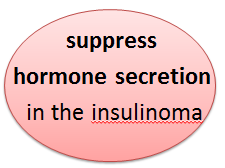 suppress
hormone secretion
in the insulinoma